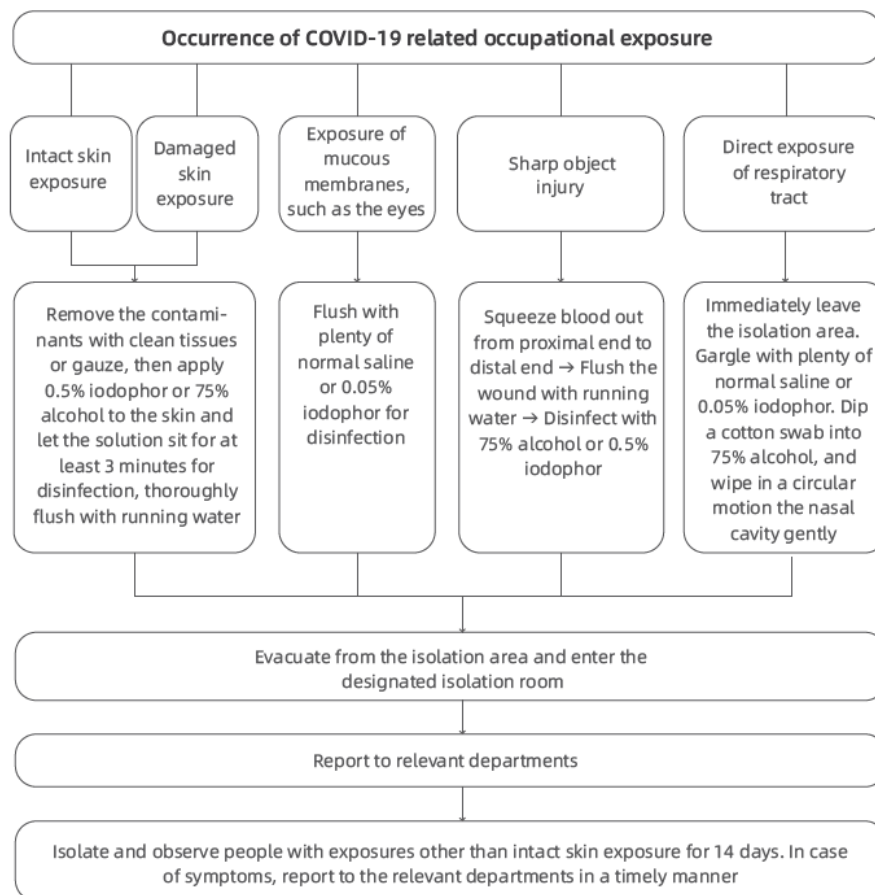 Occurrence of COVID-19 related occupational exposure
Intact skin
exposure
Damaged
skin
exposure
Exposure of
mucous
membranes,
such as the eyes
Sharp object
injury
Direct exposure
of respiratory
tract
Remove the contami-
nants with clean tissues
or gauze, then apply
0.5% iodophor or 75%
alcohol to the skin and
let the solution sit for at
least 3 minutes for
disinfection, thoroughly
flush with running water
Flush with
plenty of
normal saline
or 0.05%
iodophor for
disinfection
Squeeze blood out
from proximal end to
distal end → Flush the
wound with running
water → Disinfect with
75% alcohol or 0.5%
iodophor
Immediately leave
the isolation area.
Gargle with plenty of
normal saline or
0.05% iodophor. Dip
a cotton swab into
75% alcohol, and
wipe in a circular
motion the nasal
cavity gently
Evacuate from the isolation area and enter the
designated isolation room
Report to relevant departments
Isolate and observe people with exposures other than intact skin exposure for 14 days. In case
of symptoms, report to the relevant departments in a timely manner